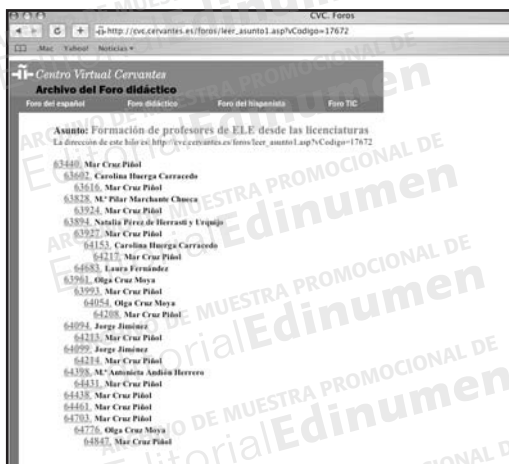 CVC. Foros
http://cvc.cervantes.es/foros/leer_asunto1.asp?vCodigo=17672
.Mac Yahoo! Noticias
Centro Virtual Cervantes
Archivo del Foro didáctico
Foro del español Foro didáctico Foro del hispanista Foro TIC
Asunto: Formación de profesores de ELE desde las licenciaturas
La dirección de este hilo es: http://cvc.cervantes.es/foros/leer_asunto1.asp?vCodigo=17672
63440. Mar Cruz Piñol
63602. Carolina Huerga Carracedo
63616. Mar Cruz Piñol
63828. M.ª Pilar Marchante Chueca
63924. Mar Cruz Piñol
63894. Natalia Pérez de Herrasti y Urquijo
63927. Mar Cruz Piñol
64153. Carolina Huerga Carracedo
64217. Mar Cruz Piñol
64683. Laura Fernández
63961. Olga Cruz Moya
63993. Mar Cruz Piñol
64054. Olga Cruz Moya
64208. Mar Cruz Piñol
64094. Jorge Jiménez
64213. Mar Cruz Piñol
64099. Jorge Jiménez
64214. Mar Cruz Piñol
64398. M.ª Antonieta Andión Herrero
64431. Mar Cruz Piñol
64438. Mar Cruz Piñol
64461. Mar Cruz Piñol
64703. Mar Cruz Piñol
64776. Olga Cruz Moya
64847. Mar Cruz Piñol
ARCHIVO DE MUESTRA PROMOCIONAL DE
Editorial Edinumen